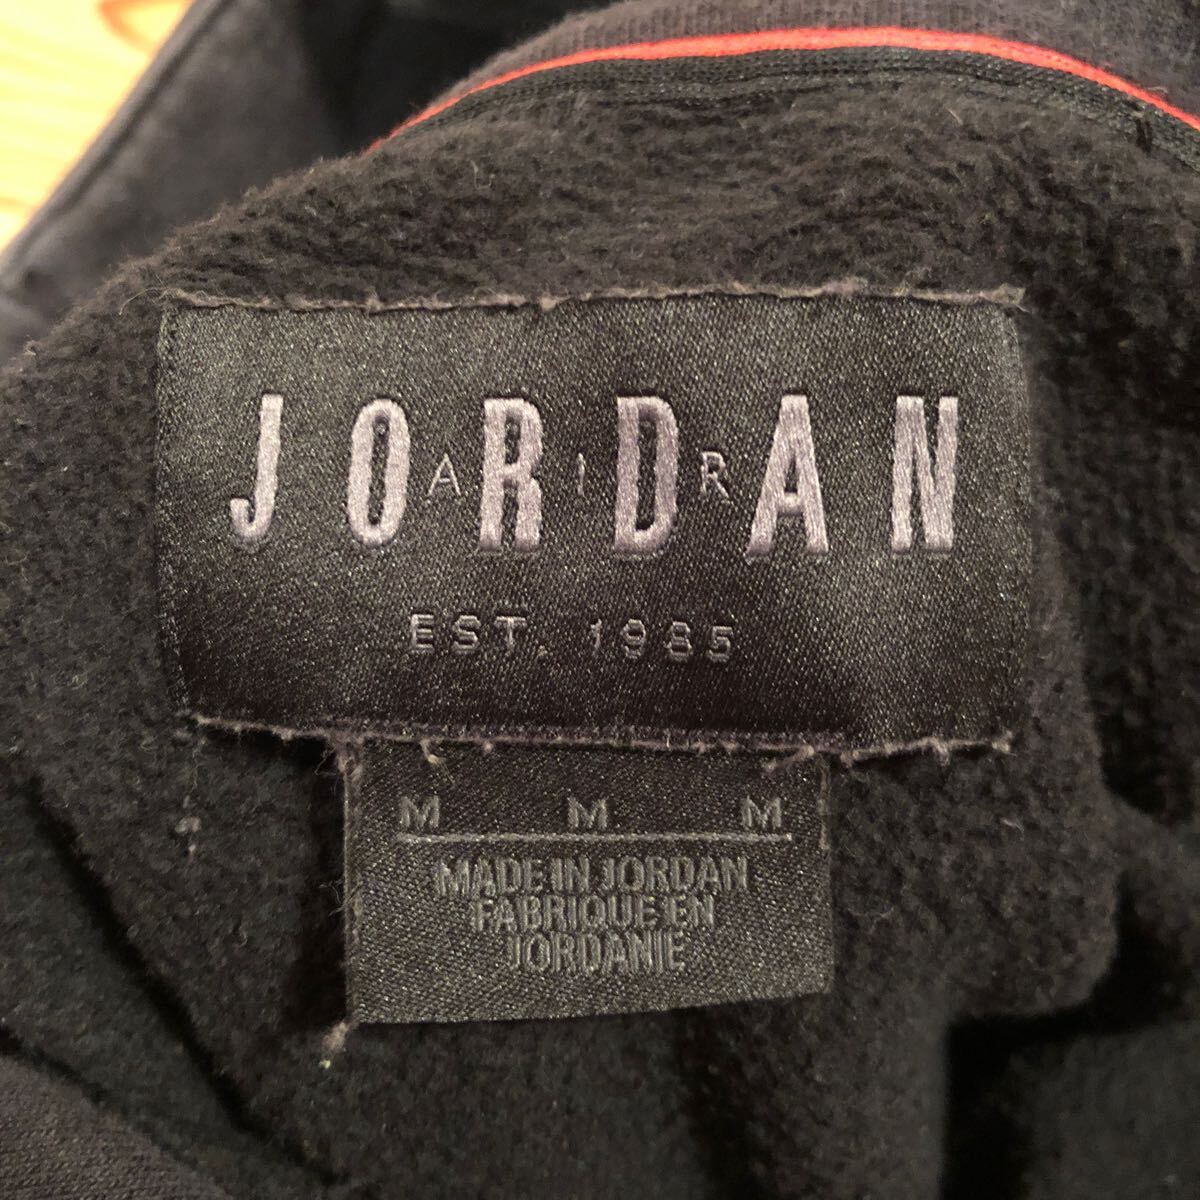 JORDAN
AIR
EST. 1985
M M M
MADE IN JORDAN
FABRIQUE EN
JORDANIE